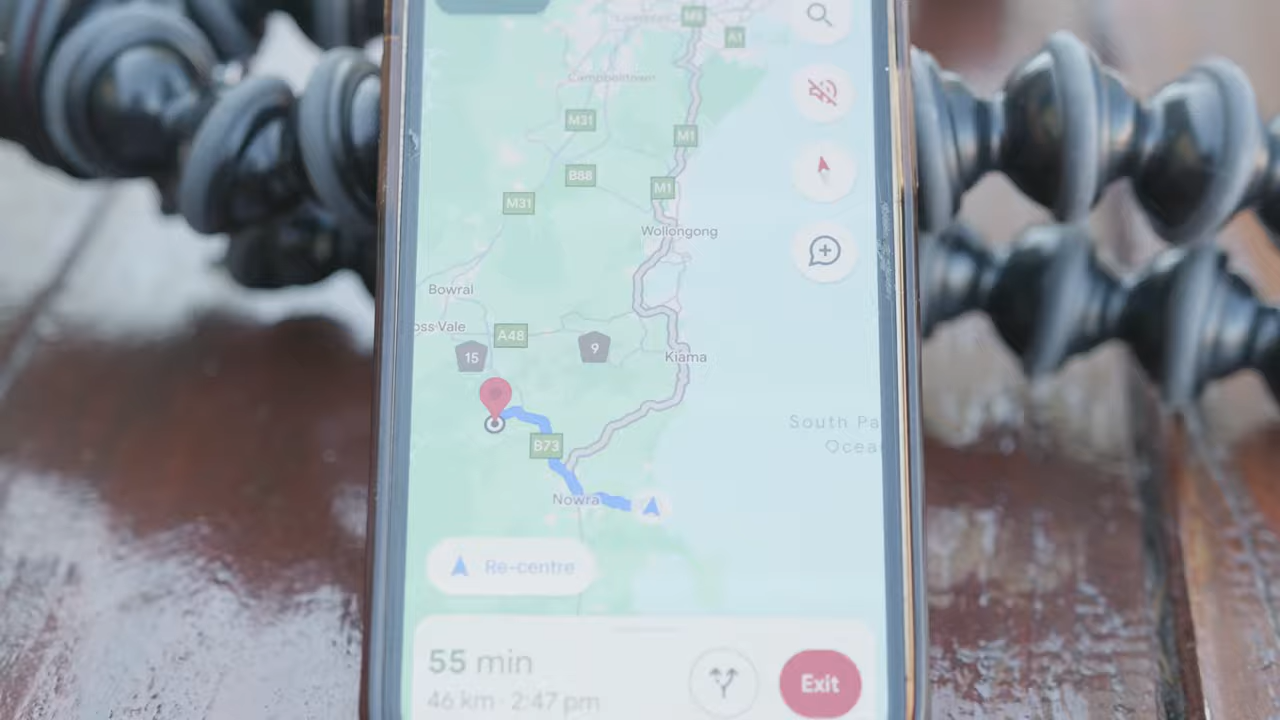 M1
A1
Campbelltown
M31
M1
B88
M1
M31
Wollongong
Bowral
oss Vale
A48
9
15
Kiama
South Pa
Ocea
B73
Nowra
Re-centre
55 min
46 km · 2:47 pm
Exit